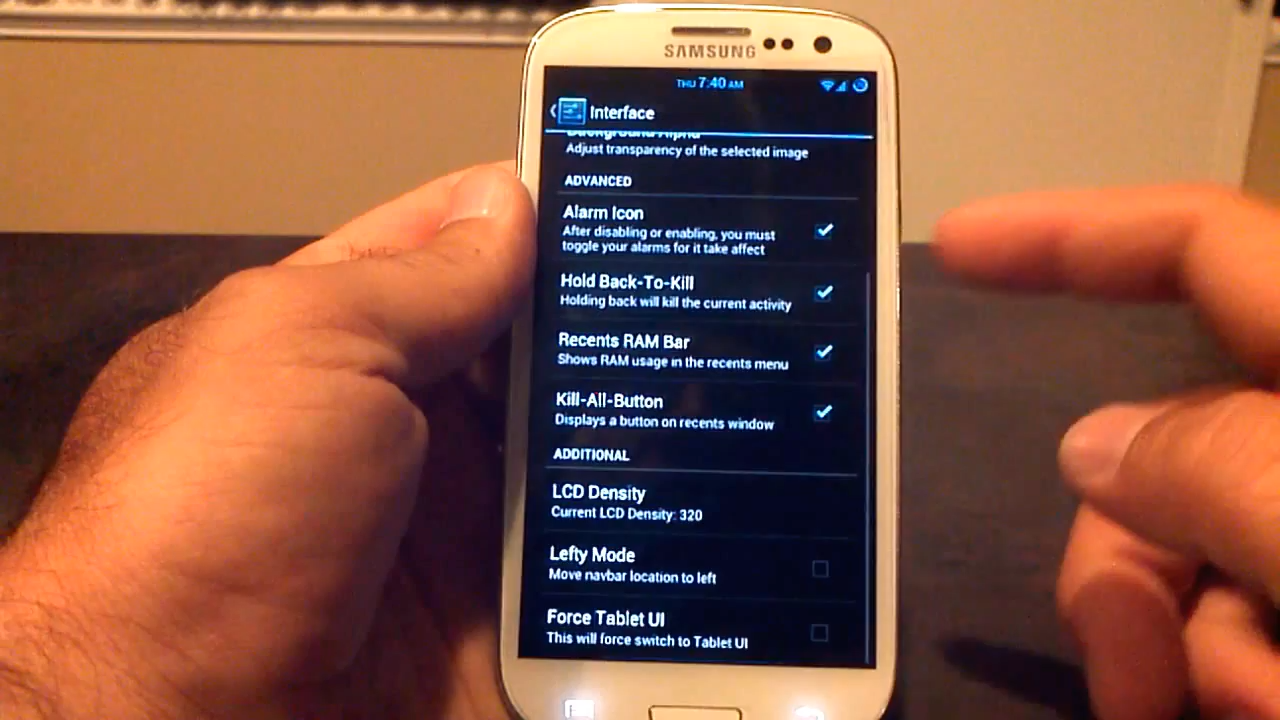 SAMSUNG
THU 7:40 AM
Interface
Background Alpha
Adjust transparency of the selected image
ADVANCED
Alarm Icon
After disabling or enabling, you must
toggle your alarms for it take affect
Hold Back-To-Kill
Holding back will kill the current activity
Recents RAM Bar
Shows RAM usage in the recents menu
Kill-All-Button
Displays a button on recents window
ADDITIONAL
LCD Density
Current LCD Density: 320
Lefty Mode
Move navbar location to left
Force Tablet UI
This will force switch to Tablet UI